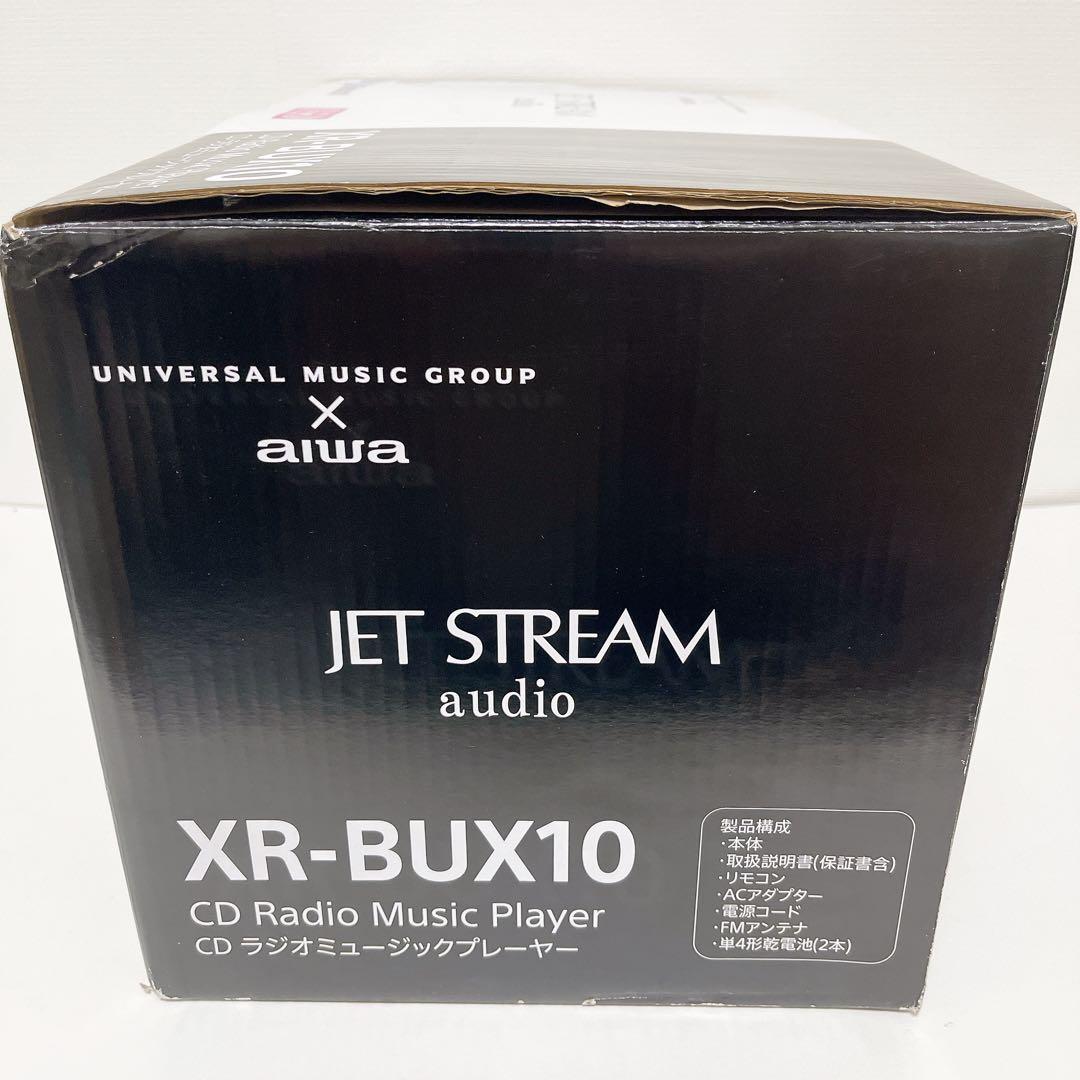 XR-BUX10
UNIVERSAL MUSIC GROUP
×
aiwa
JET STREAM
audio
XR-BUX10
CD Radio Music Player
CD ラジオミュージックプレーヤー
製品構成
・本体
・取扱説明書(保証書含)
・リモコン
・ACアダプター
・電源コード
・FMアンテナ
・単4形乾電池(2本)